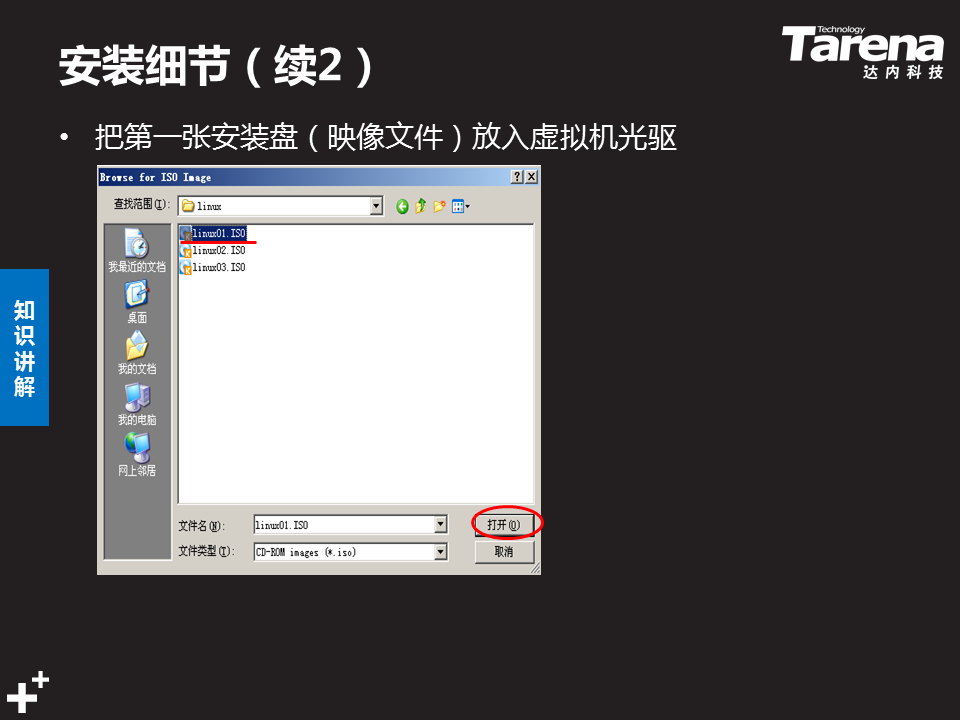 安装细节（续2）
Technology
Tarena
达内科技
• 把第一张安装盘（映像文件）放入虚拟机光驱
Browse for ISO Image
查找范围(I):
linux
linux01.ISO
linux02.ISO
linux03.ISO
我最近的文档
桌面
我的文档
我的电脑
网上邻居
文件名(N):
linux01.ISO
打开(O)
文件类型(T):
CD-ROM images (*.iso)
取消
知识讲解